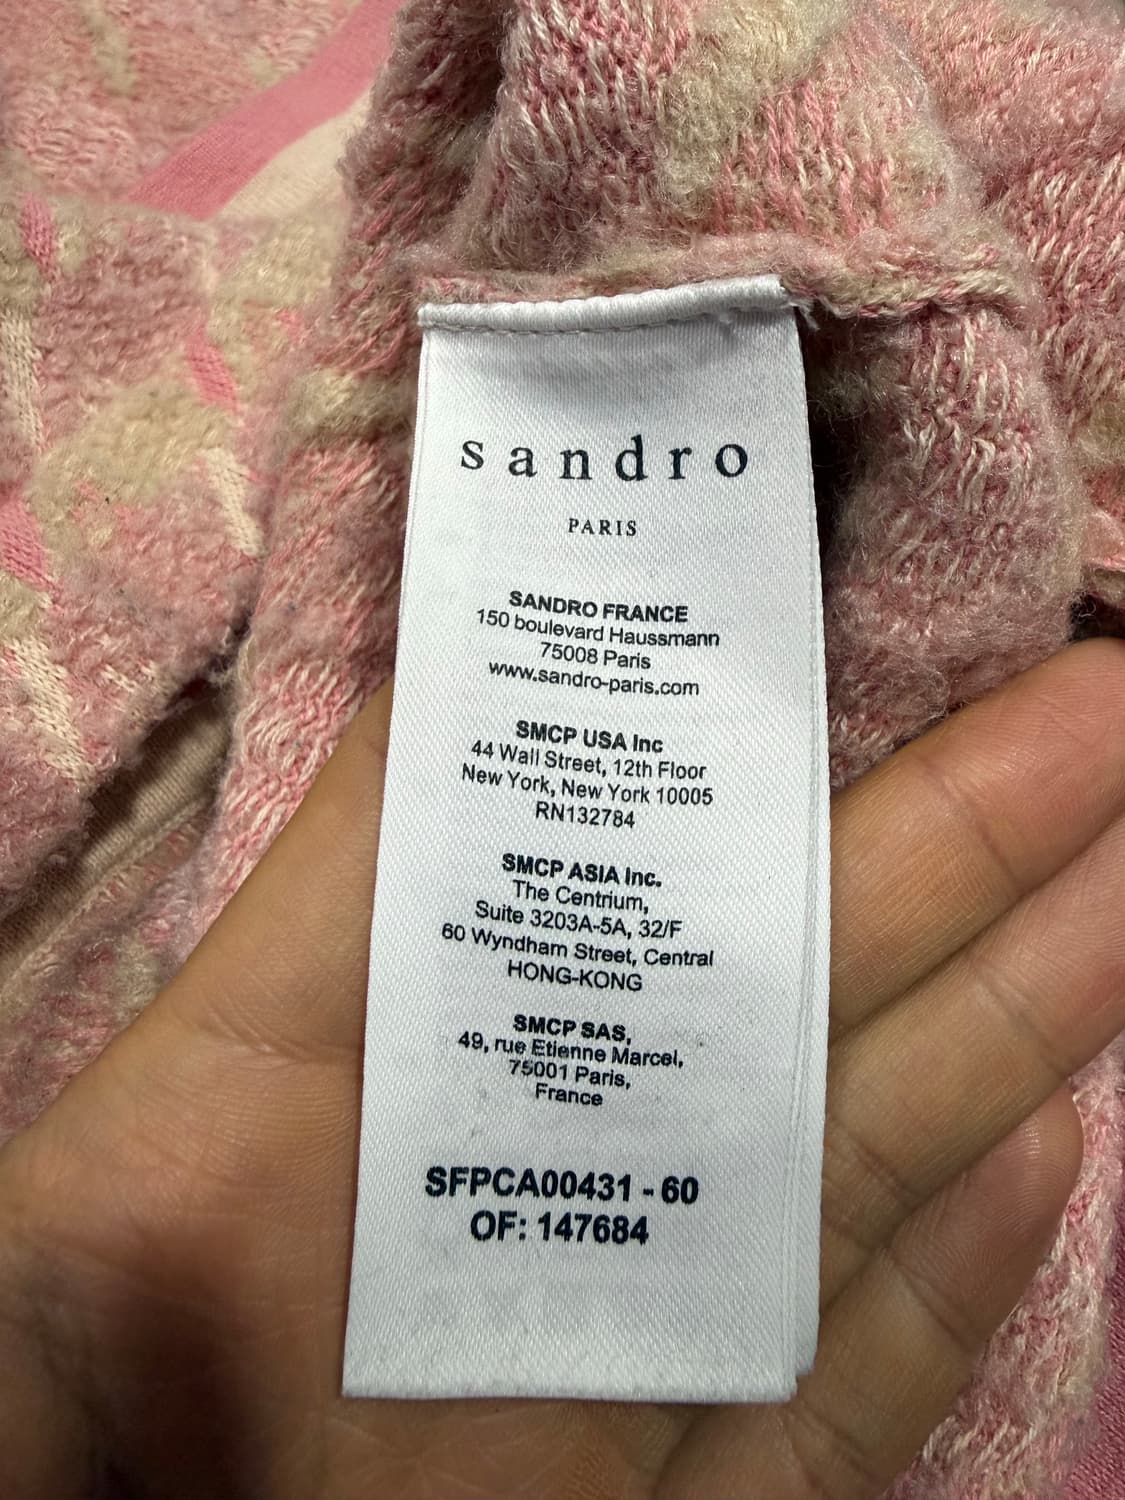 sandro
PARIS
SANDRO FRANCE
150 boulevard Haussmann
75008 Paris
www.sandro-paris.com
SMCP USA Inc
44 Wall Street, 12th Floor
New York, New York 10005
RN132784
SMCP ASIA Inc.
The Centrium,
Suite 3203A-5A, 32/F
60 Wyndham Street, Central
HONG-KONG
SMCP SAS,
49, rue Etienne Marcel,
75001 Paris,
France
SFPCA00431 - 60
OF: 147684